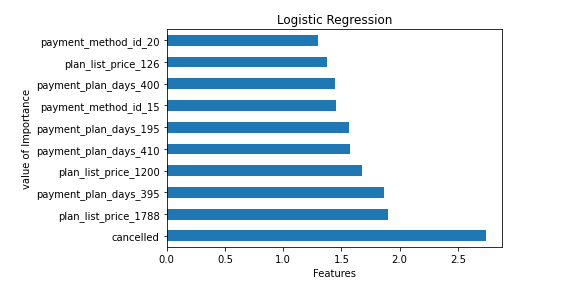 Logistic Regression
payment_method_id_20
plan_list_price_126
payment_plan_days_400
payment_method_id_15
payment_plan_days_195
payment_plan_days_410
plan_list_price_1200
payment_plan_days_395
plan_list_price_1788
cancelled
value of Importance
0.0 0.5 1.0 1.5 2.0 2.5
Features